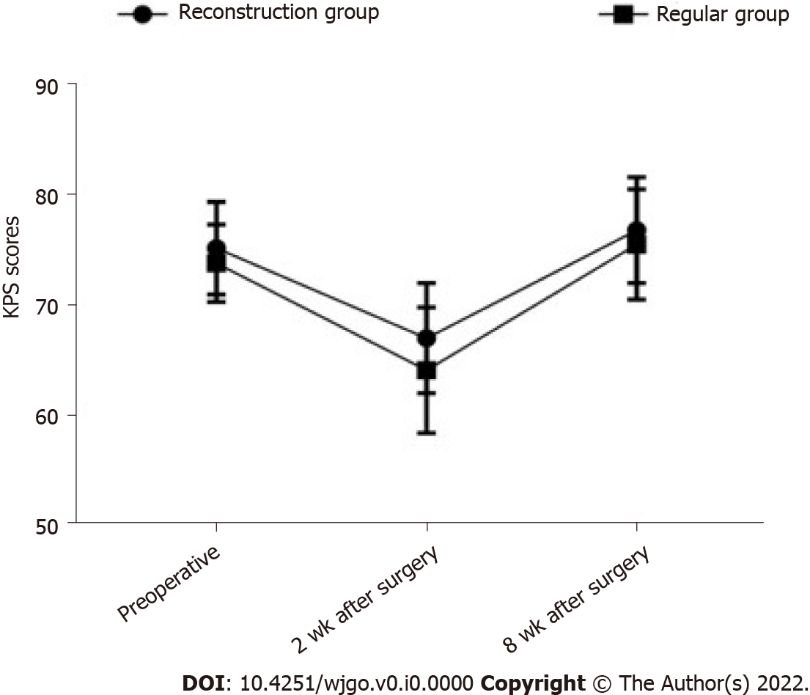 Reconstruction group
Regular group
90
80
KPS scores
70
60
50
Preoperative
2 wk after surgery
8 wk after surgery
DOI: 10.4251/wjgo.v0.i0.0000 Copyright © The Author(s) 2022.